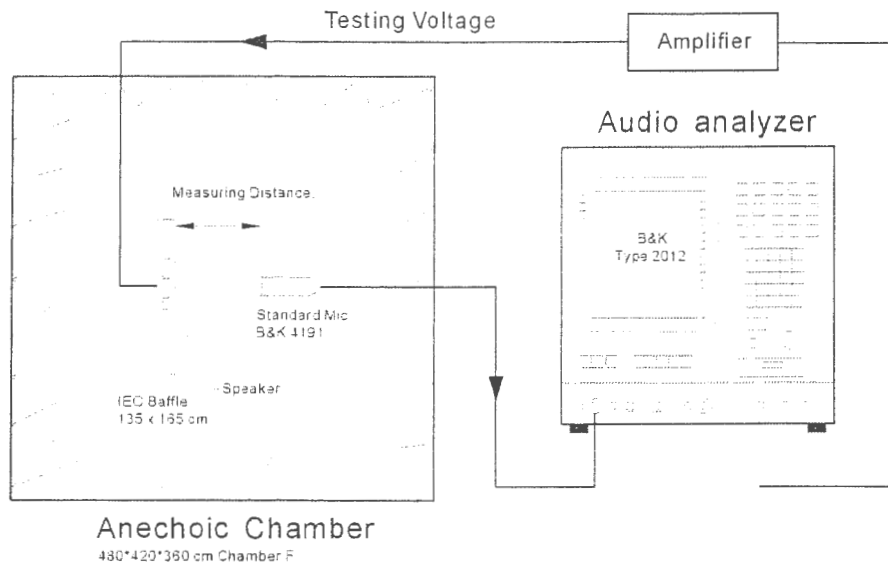 Testing Voltage
Amplifier
Audio analyzer
Measuring Distance.
B&K
Type 2012
Standard Mic
B&K 4191
Speaker
IEC Baffle
135 x 165 cm
Anechoic Chamber
480*420*360 cm Chamber F